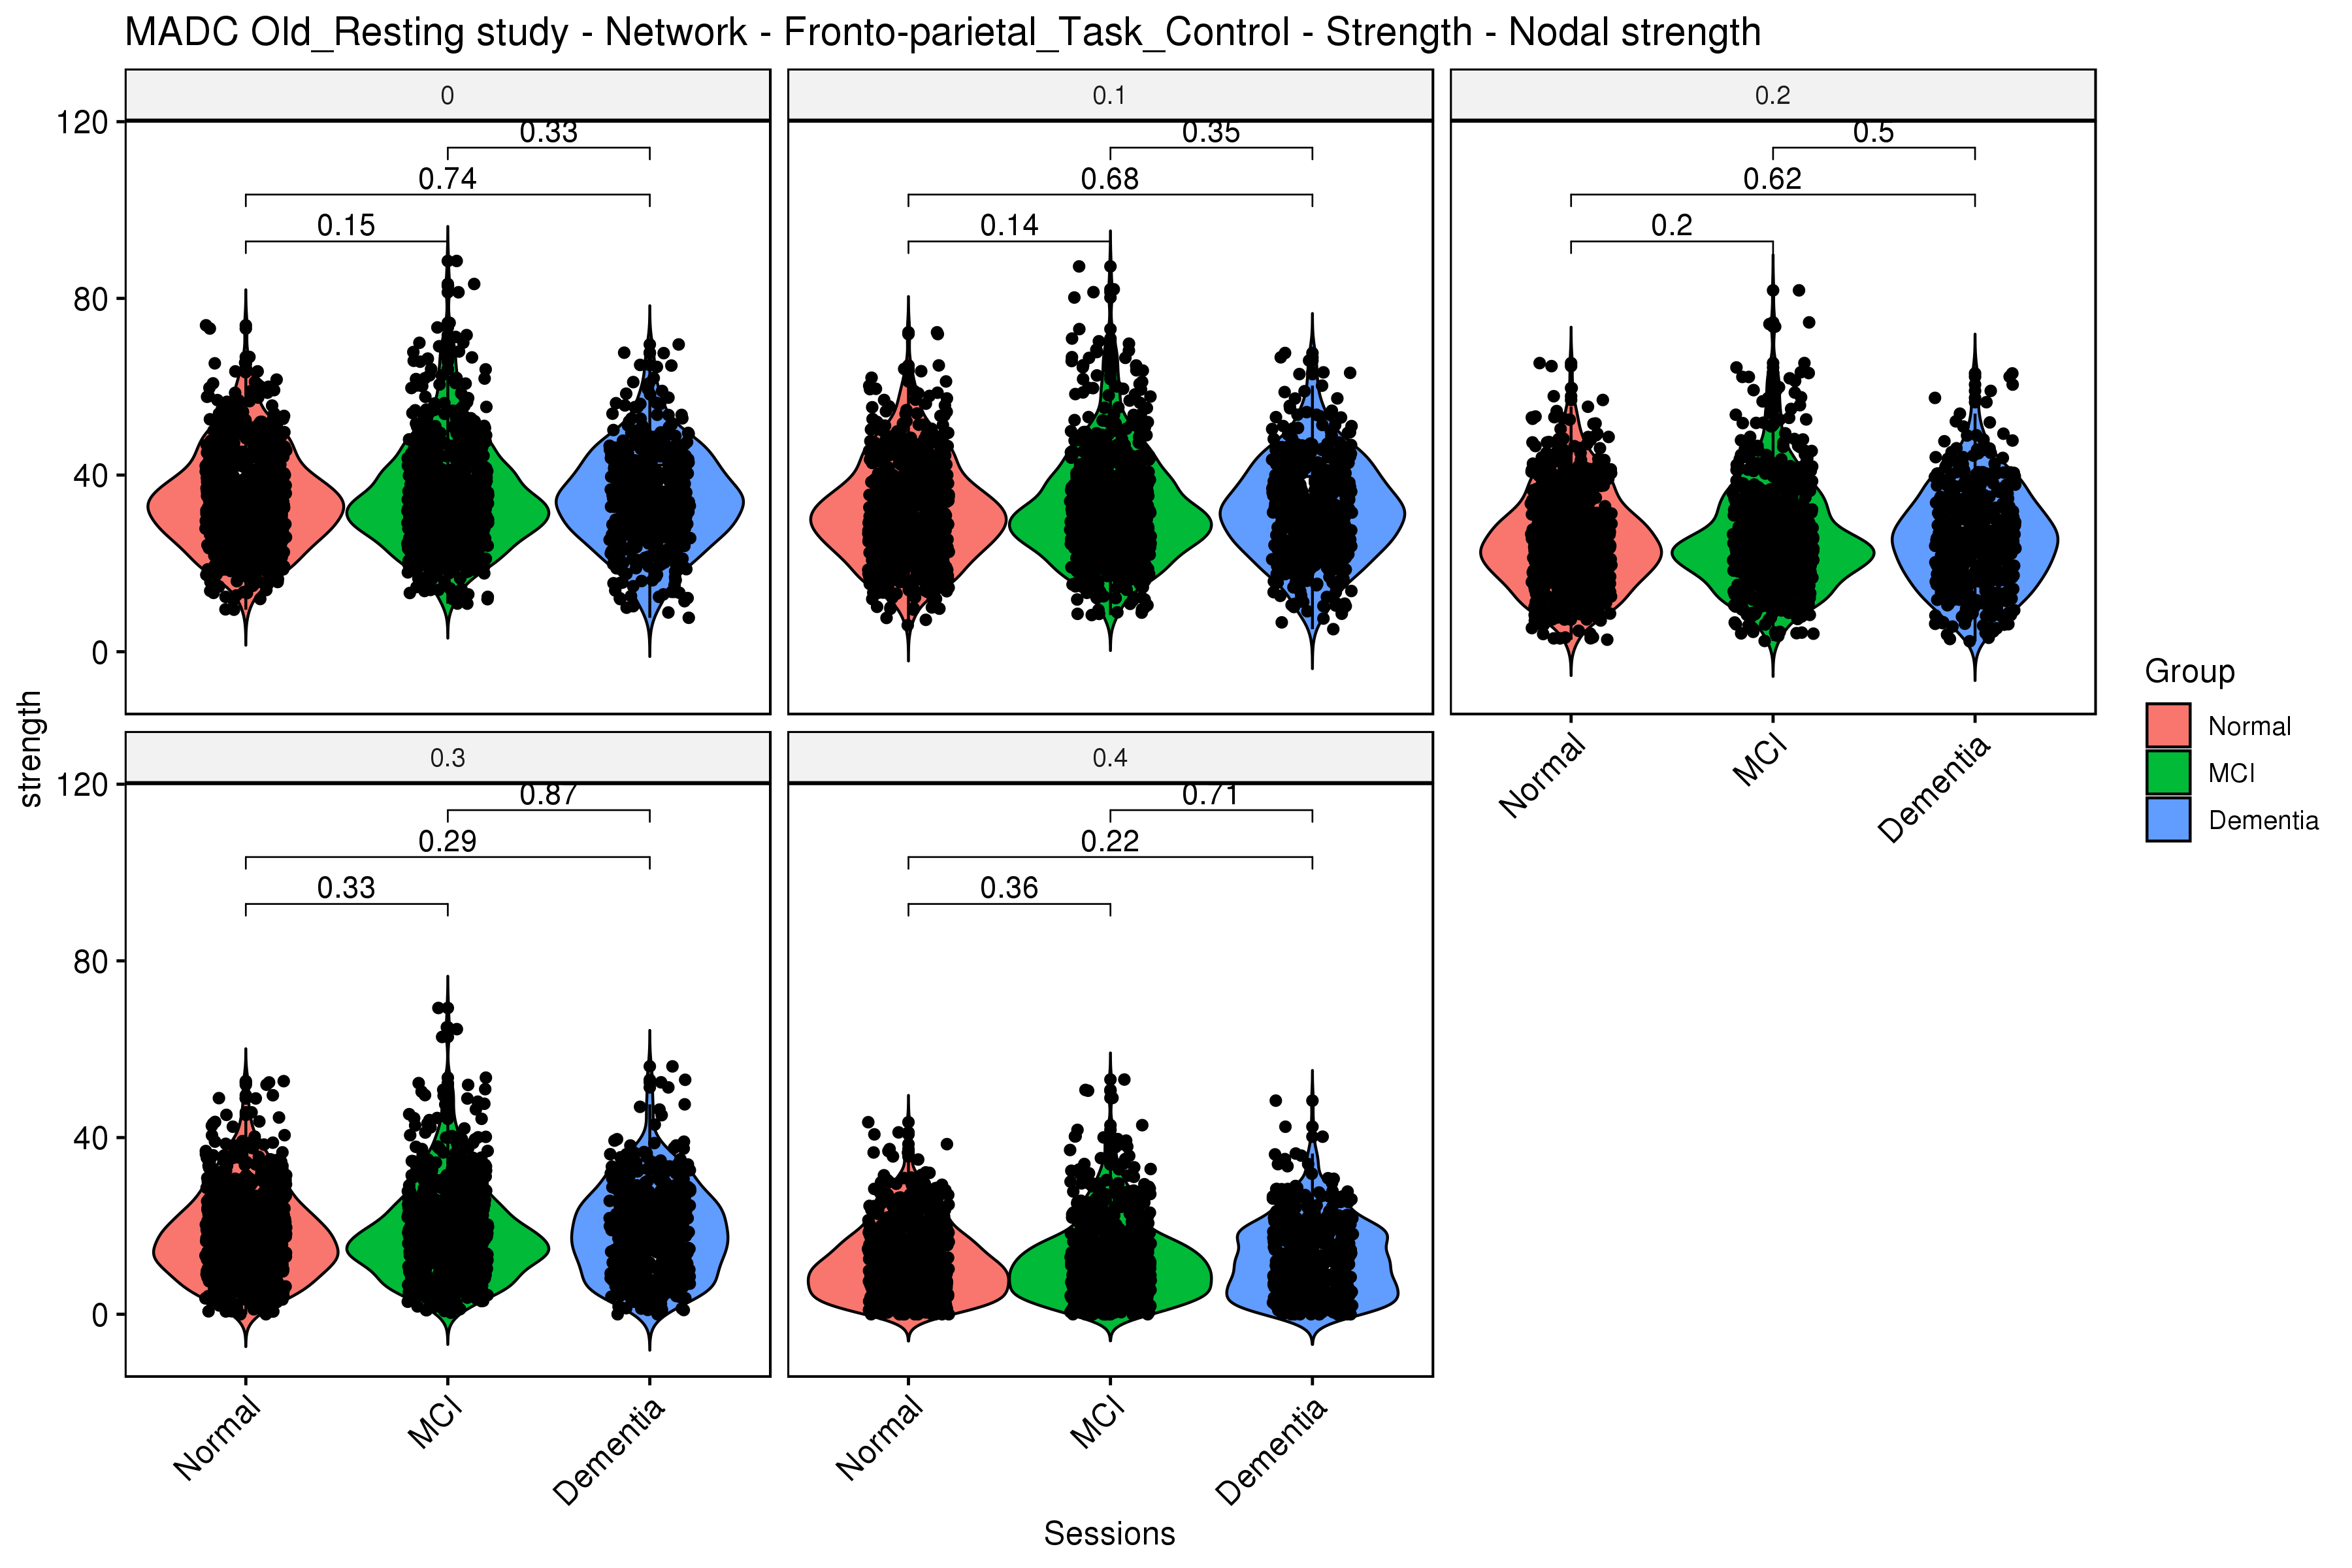 MADC Old_Resting study - Network - Fronto-parietal_Task_Control - Strength - Nodal strength
0
0.1
0.2
120
80
40
0
0.33
0.74
0.15
0.35
0.68
0.14
0.5
0.62
0.2
Normal
MCI
Dementia
strength
0.3
0.4
120
80
40
0
0.87
0.29
0.33
0.71
0.22
0.36
Normal
MCI
Dementia
Normal
MCI
Dementia
Sessions
Group
Normal
MCI
Dementia